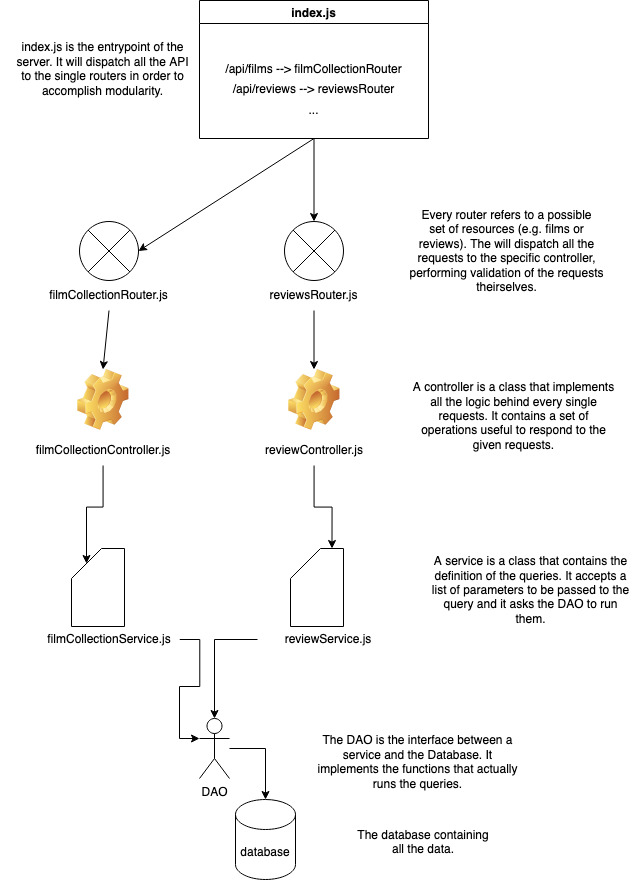 index.js
index.js is the entrypoint of the
server. It will dispatch all the API
to the single routers in order to
accomplish modularity.
/api/films --> filmCollectionRouter
/api/reviews --> reviewsRouter
...
Every router refers to a possible
set of resources (e.g. films or
reviews). The will dispatch all the
requests to the specific controller,
performing validation of the requests
theirselves.
filmCollectionRouter.js
reviewsRouter.js
A controller is a class that implements
all the logic behind every single
requests. It contains a set of
operations useful to respond to the
given requests.
filmCollectionController.js
reviewController.js
A service is a class that contains the
definition of the queries. It accepts a
list of parameters to be passed to the
query and it asks the DAO to run
them.
filmCollectionService.js
reviewService.js
The DAO is the interface between a
service and the Database. It
implements the functions that actually
runs the queries.
DAO
The database containing
all the data.
database